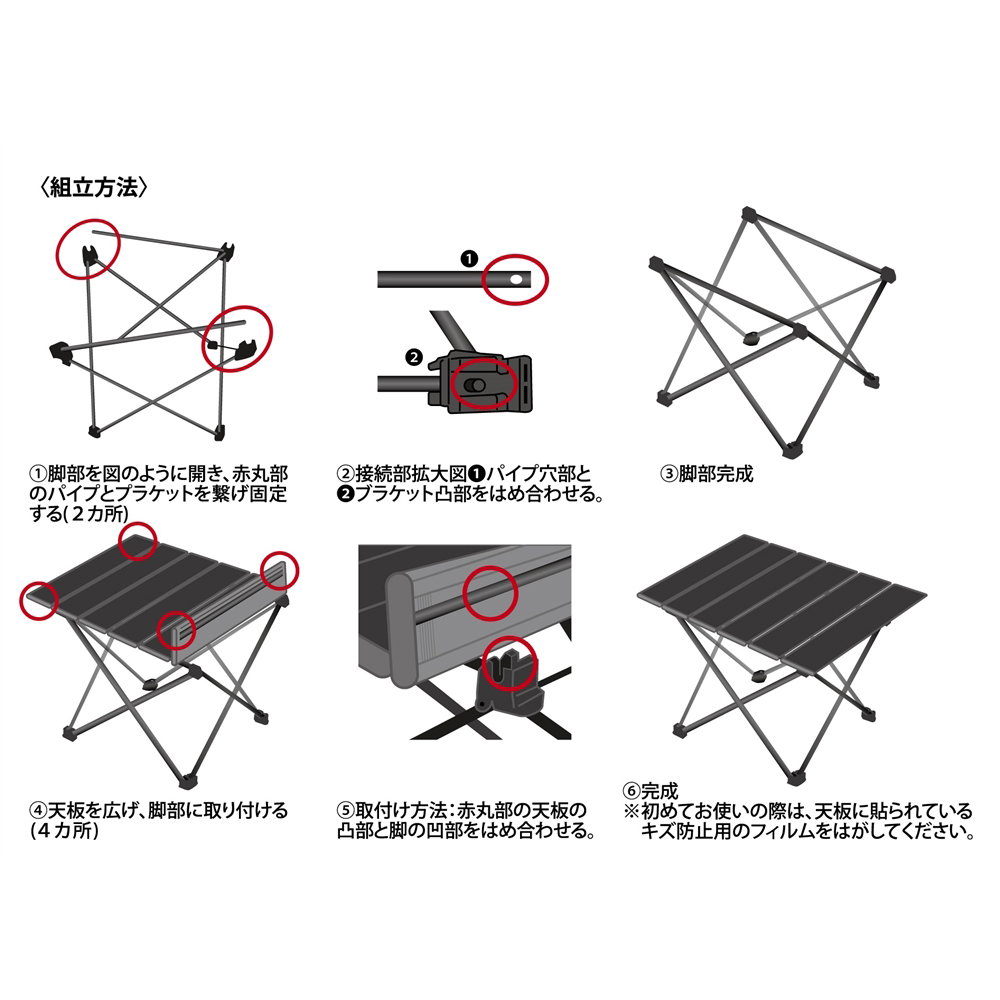 〈組立方法〉
①脚部を図のように開き、赤丸部
のパイプとプラケットを繋げ固定
する(２カ所)
❶
❷
②接続部拡大図❶パイプ穴部と
❷ブラケット凸部をはめ合わせる。
③脚部完成
④天板を広げ、脚部に取り付ける
(４カ所)
⑤取付け方法：赤丸部の天板の
凸部と脚の凹部をはめ合わせる。
⑥完成
※初めてお使いの際は、天板に貼られている
キズ防止用のフィルムをはがしてください。